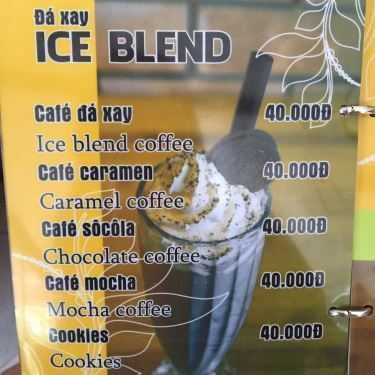 Đá xay
ICE BLEND
Café đá xay 40.000Đ
Ice blend coffee
Café caramen 40.000Đ
Caramel coffee
Café sôcôla 40.000Đ
Chocolate coffee
Café mocha 40.000Đ
Mocha coffee
Cookies 40.000Đ
Cookies